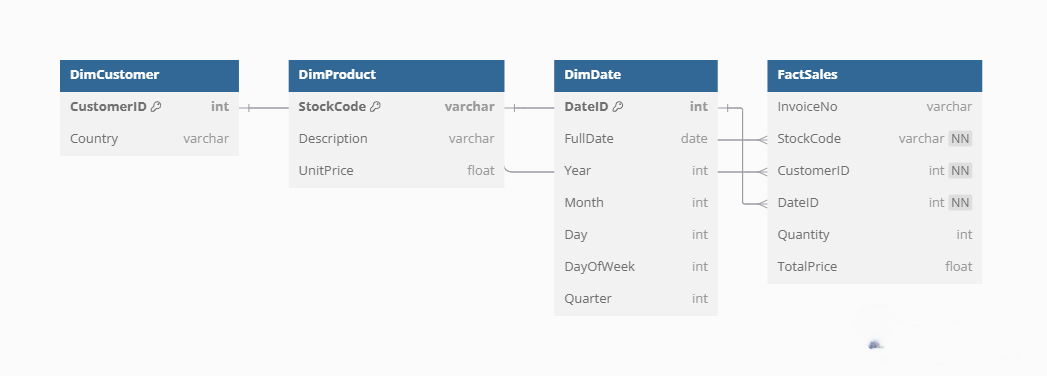 DimCustomer
CustomerID int
Country varchar
DimProduct
StockCode varchar
Description varchar
UnitPrice float
DimDate
DateID int
FullDate date
Year int
Month int
Day int
DayOfWeek int
Quarter int
FactSales
InvoiceNo varchar
StockCode varchar NN
CustomerID int NN
DateID int NN
Quantity int
TotalPrice float